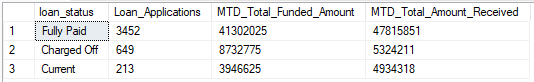 loan_status Loan_Applications MTD_Total_Funded_Amount MTD_Total_Amount_Received
1 Fully Paid 3452 41302025 47815851
2 Charged Off 649 8732775 5324211
3 Current 213 3946625 4934318